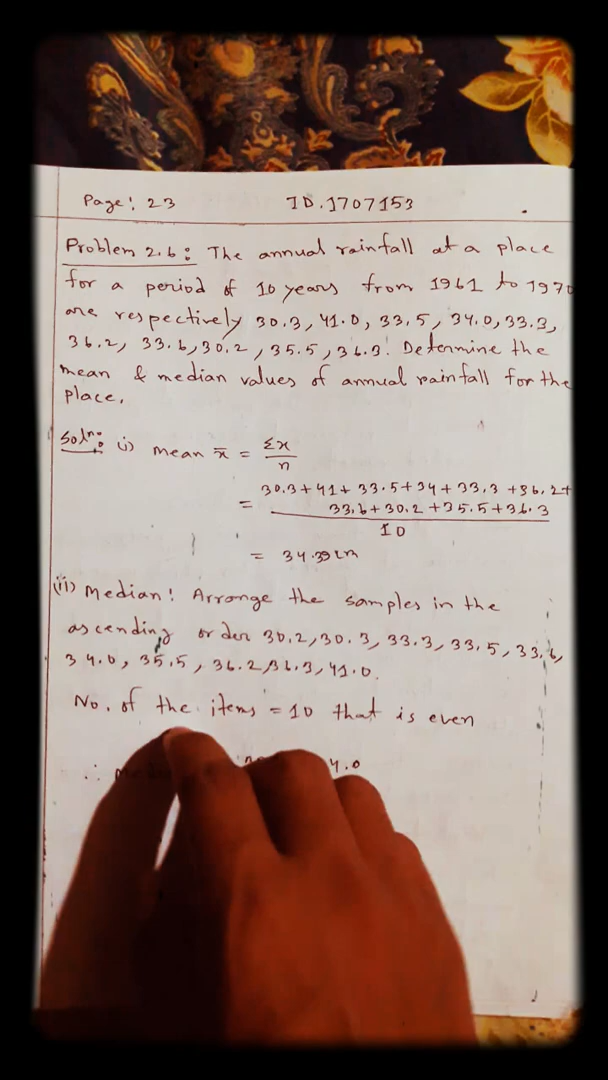 Page: 23 ID.1707153
Problem 2.6: The annual rainfall at a place
for a period of 10 years from 1961 to 1970
are respectively 30.3, 41.0, 33.5, 34.0, 33.3,
36.2, 33.6, 30.2, 35.5, 36.3. Determine the
mean & median values of annual rainfall for the
place.
Soln: (i) mean x̄ = Σx/n
= 30.3+41+33.5+34+33.3+36.2+
33.6+30.2+35.5+36.3
10
= 34.39 cm
(ii) Median: Arrange the samples in the
ascending order 30.2, 30.3, 33.3, 33.5, 33.6,
34.0, 35.5, 36.2, 36.3, 41.0.
No. of the items = 10 that is even
∴ 4.0